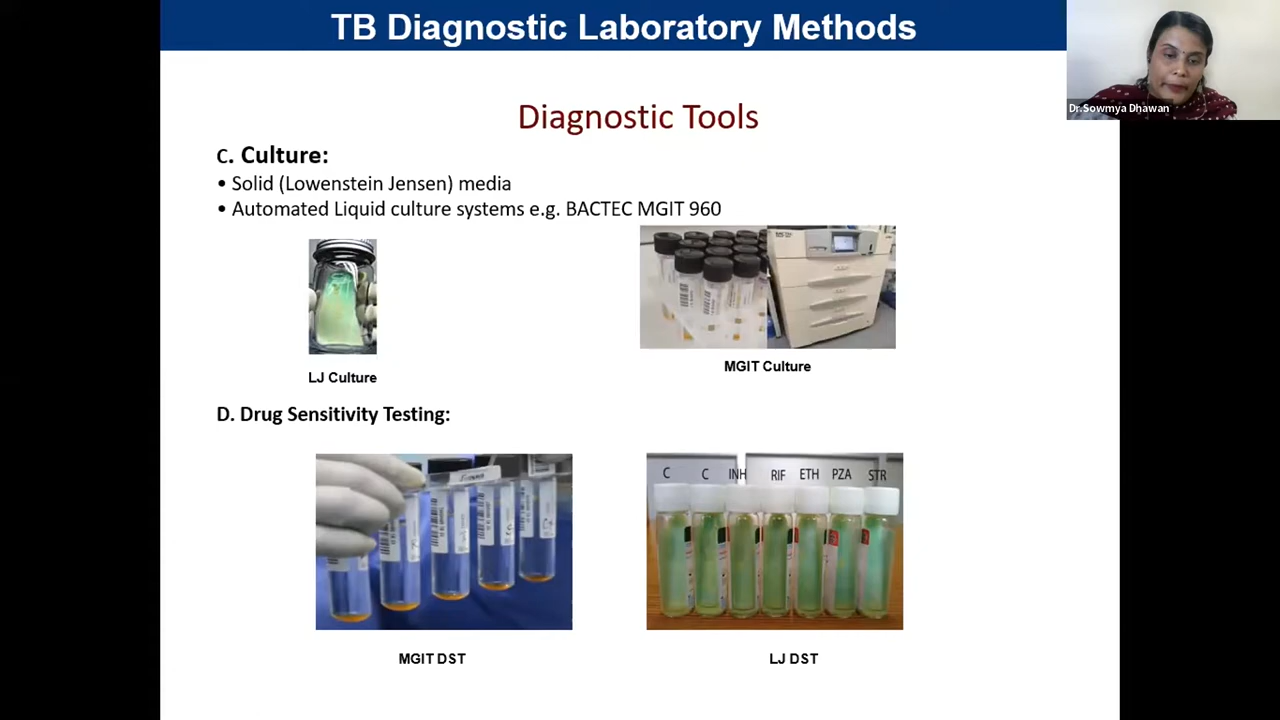 TB Diagnostic Laboratory Methods
Dr.Sowmya Dhawan
Diagnostic Tools
C. Culture:
• Solid (Lowenstein Jensen) media
• Automated Liquid culture systems e.g. BACTEC MGIT 960
LJ Culture
MGIT Culture
D. Drug Sensitivity Testing:
C C INH RIF ETH PZA STR
MGIT DST
LJ DST